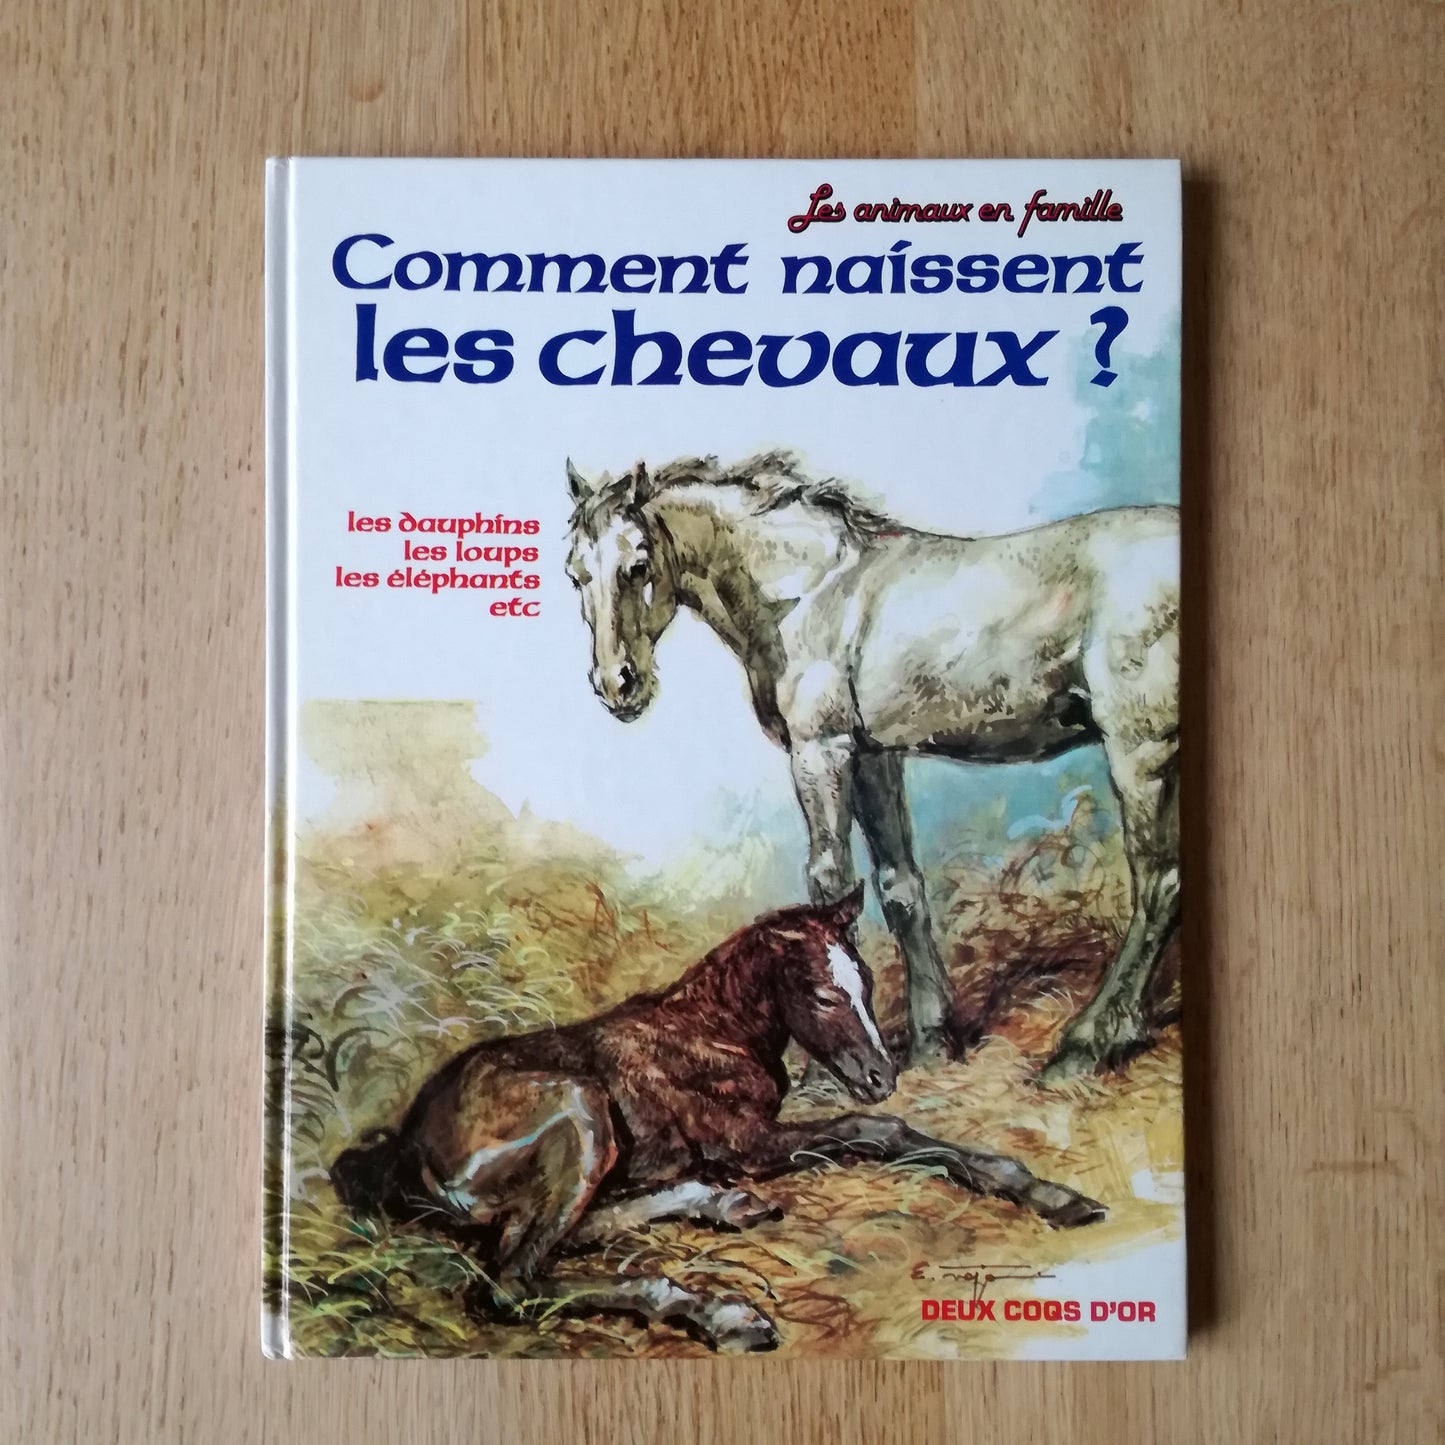 Les animaux en famille
Comment naissent
les chevaux ?
les dauphins
les loups
les éléphants
etc
DEUX COQS D'OR